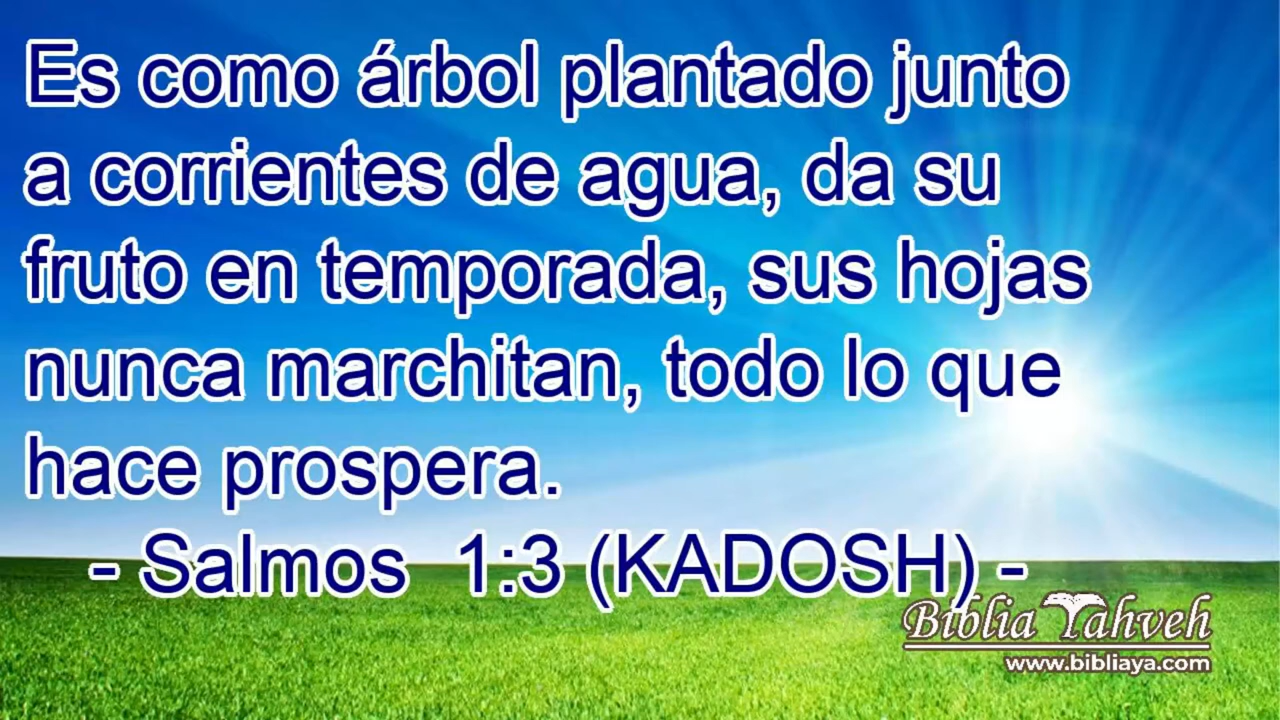 Es como árbol plantado junto
a corrientes de agua, da su
fruto en temporada, sus hojas
nunca marchitan, todo lo que
hace prospera.
- Salmos 1:3 (KADOSH) -
Biblia Yahveh
www.bibliaya.com